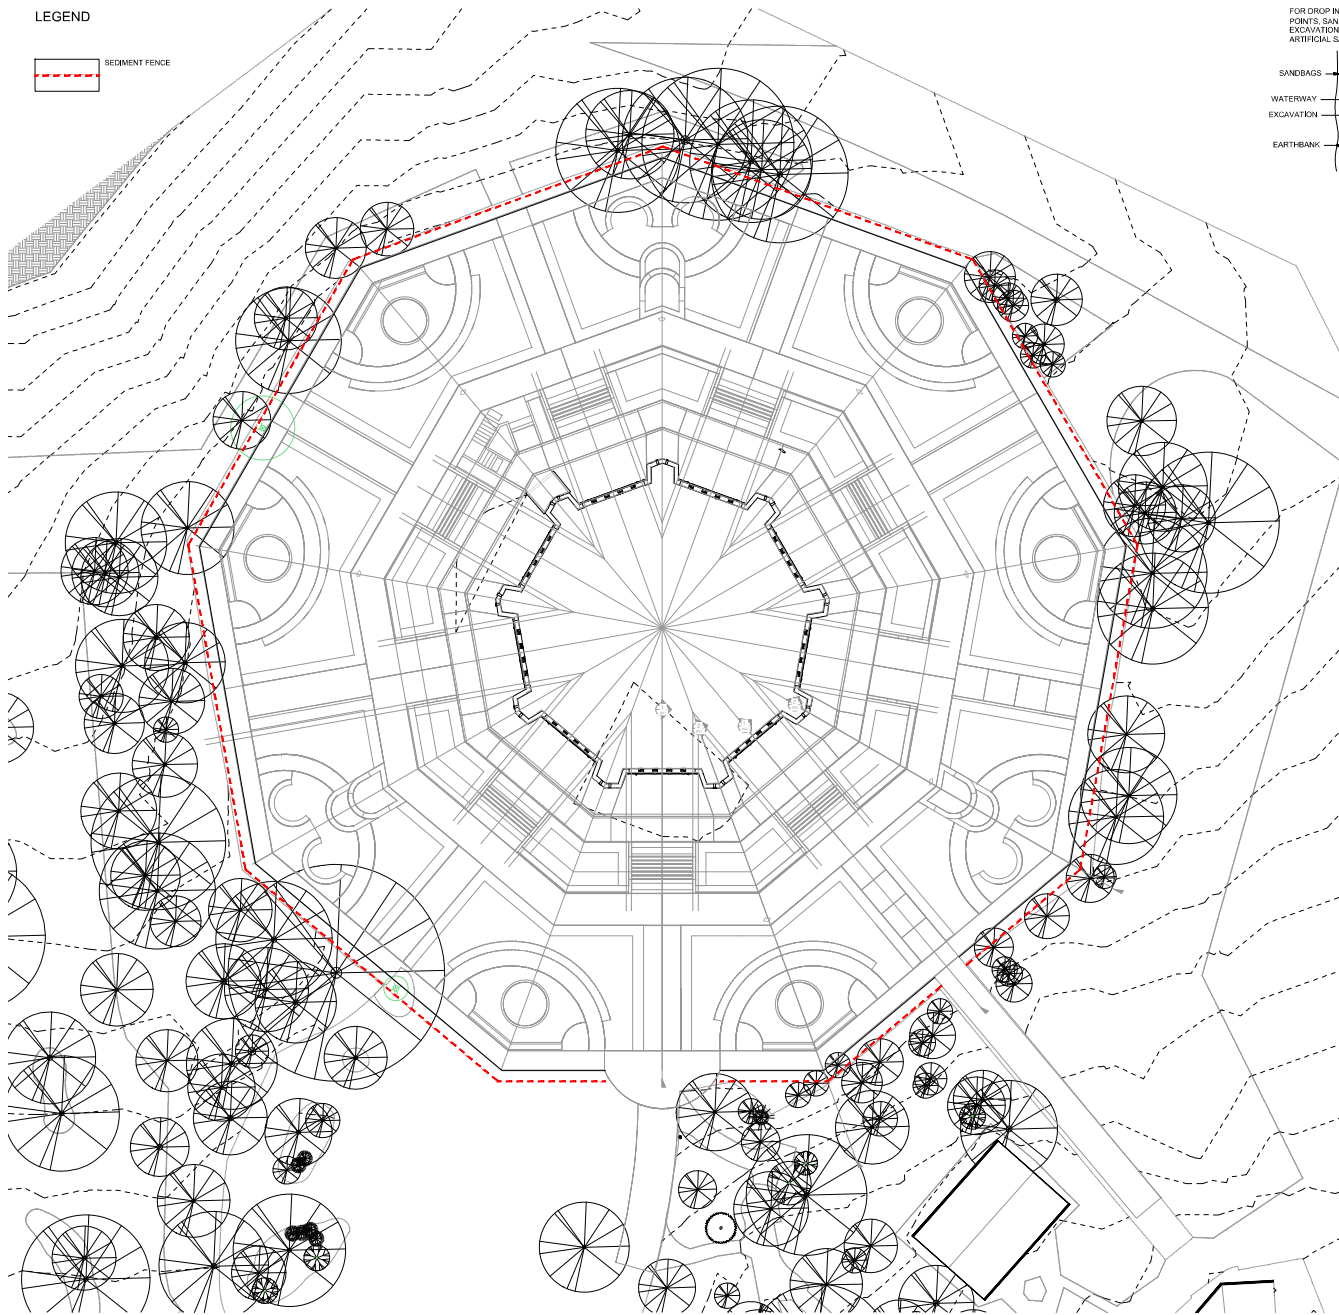 LEGEND
SEDIMENT FENCE
FOR DROP IN
POINTS, SAN
EXCAVATION
ARTIFICIAL S
SANDBAGS
WATERWAY
EXCAVATION
EARTHBANK